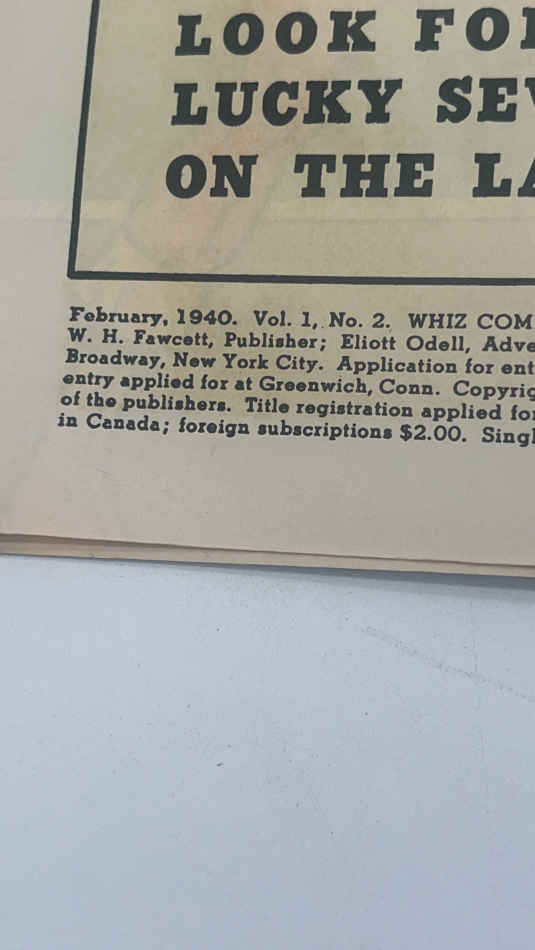 LOOK FO
LUCKY SE
ON THE
February, 1940. Vol. 1, No. 2. WHIZ COM
W. H. Fawcett, Publisher; Eliott Odell, Adve
Broadway, New York City. Application for ent
entry applied for at Greenwich, Conn. Copyrig
of the publishers. Title registration applied for
in Canada; foreign subscriptions $2.00. Singl